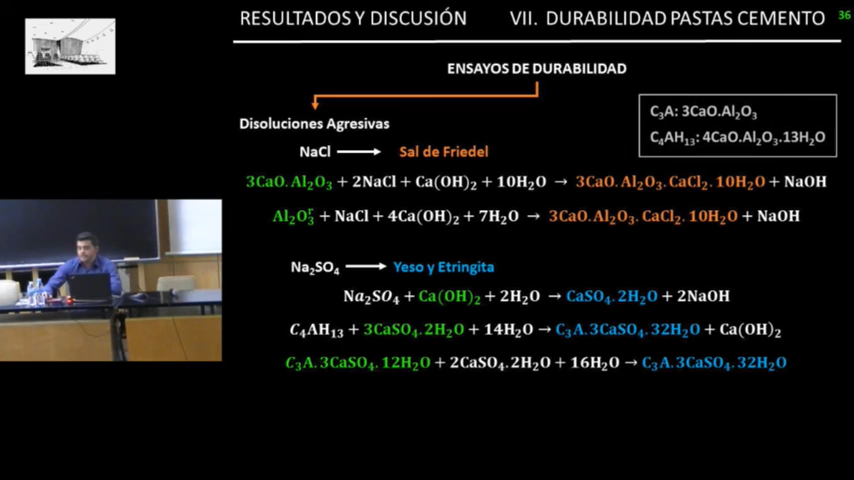 RESULTADOS Y DISCUSIÓN VII. DURABILIDAD PASTAS CEMENTO 36
ENSAYOS DE DURABILIDAD
C₃A: 3CaO.Al₂O₃
C₄AH₁₃: 4CaO.Al₂O₃.13H₂O
Disoluciones Agresivas
NaCl → Sal de Friedel
3CaO.Al₂O₃ + 2NaCl + Ca(OH)₂ + 10H₂O → 3CaO.Al₂O₃.CaCl₂.10H₂O + NaOH
Al₂O₃ʳ + NaCl + 4Ca(OH)₂ + 7H₂O → 3CaO.Al₂O₃.CaCl₂.10H₂O + NaOH
Na₂SO₄ → Yeso y Etringita
Na₂SO₄ + Ca(OH)₂ + 2H₂O → CaSO₄.2H₂O + 2NaOH
C₄AH₁₃ + 3CaSO₄.2H₂O + 14H₂O → C₃A.3CaSO₄.32H₂O + Ca(OH)₂
C₃A.3CaSO₄.12H₂O + 2CaSO₄.2H₂O + 16H₂O → C₃A.3CaSO₄.32H₂O